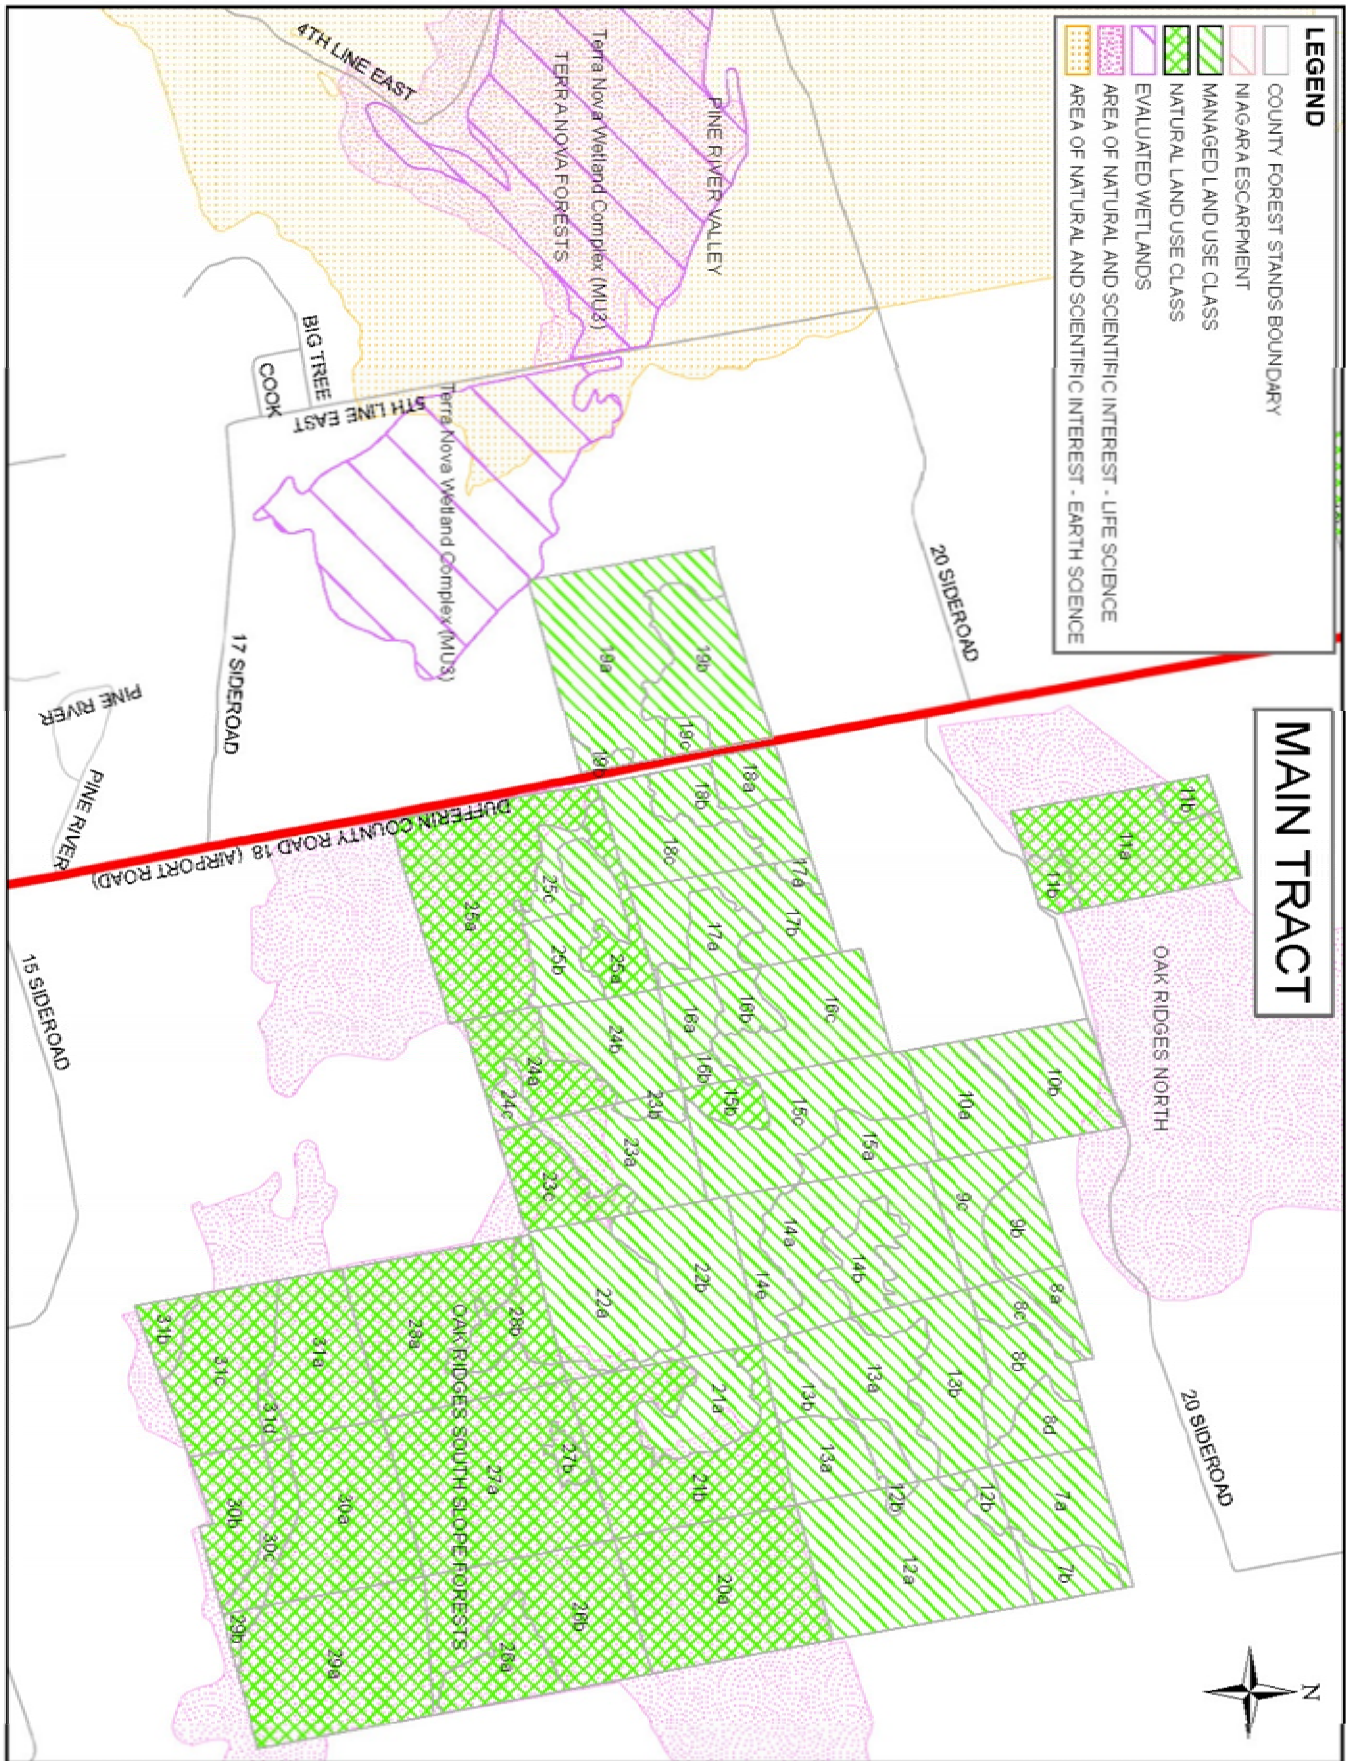 MAIN TRACT
LEGEND
COUNTY FOREST STANDS BOUNDARY
NIAGARA ESCARPMENT
MANAGED LAND USE CLASS
NATURAL LAND USE CLASS
EVALUATED WETLANDS
AREA OF NATURAL AND SCIENTIFIC INTEREST - LIFE SCIENCE
AREA OF NATURAL AND SCIENTIFIC INTEREST - EARTH SCIENCE
N
PINE RIVER VALLEY
Terra Nova Wetland Complex (MU3)
TERRA NOVA FORESTS
4TH LINE EAST
BIG TREE
COOK
5TH LINE EAST
Terra Nova Wetland Complex (MU3)
20 SIDEROAD
17 SIDEROAD
PINE RIVER
PINE RIVER
DUFFERIN COUNTY ROAD 18 (AIRPORT ROAD)
15 SIDEROAD
OAK RIDGES NORTH
20 SIDEROAD
OAK RIDGES SOUTH SLOPE FORESTS
11b
11a
11b
10b
10a
9b
9c
8a
8c
8b
8d
7a
7b
19b
19a
19c
19b
18a
18b
18c
17a
17b
17a
16c
16b
16a
16b
15b
15c
15a
14a
14b
14e
13b
13a
13b
13a
12b
12b
12a
25c
25a
25b
25a
24b
24a
24c
23b
23a
23c
22b
22a
21a
21b
20a
28b
28a
27b
27a
26b
26a
31b
31c
31a
31d
30a
30b
30c
29b
29a